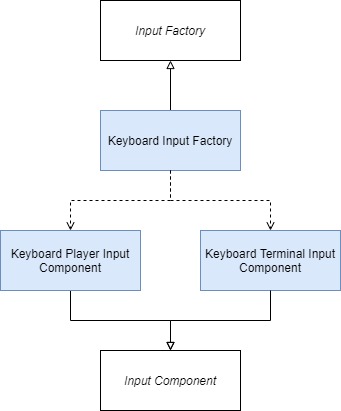 Input Factory
Keyboard Input Factory
Keyboard Player Input
Component
Keyboard Terminal Input
Component
Input Component